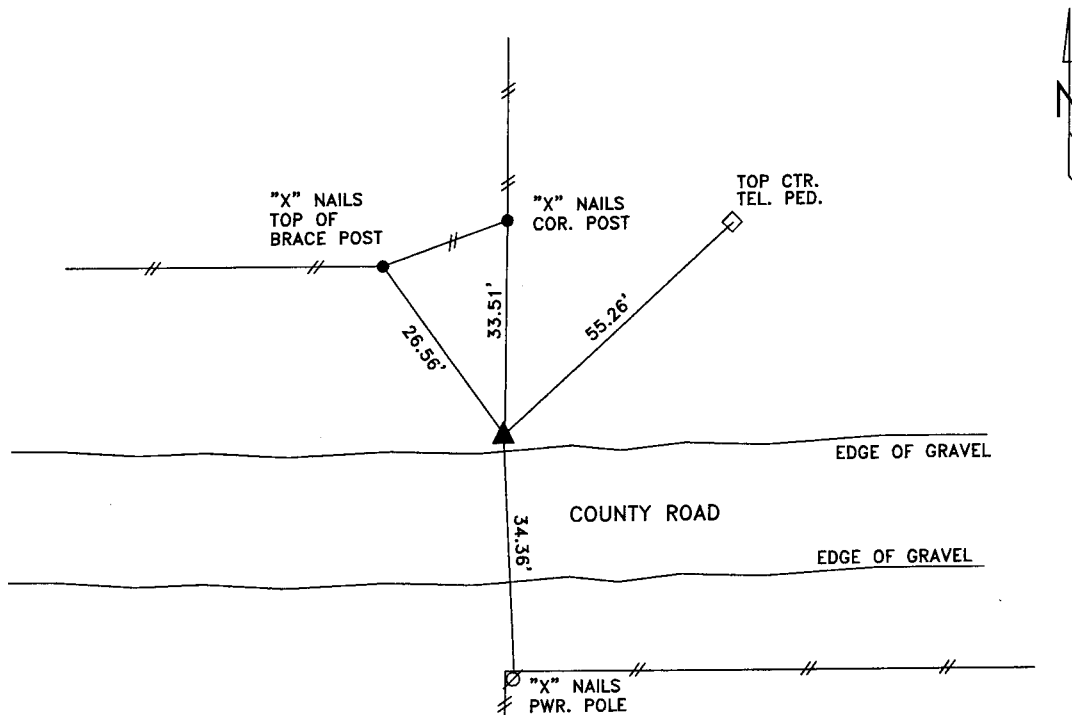 N
"X" NAILS
TOP OF
BRACE POST
"X" NAILS
COR. POST
TOP CTR.
TEL. PED.
26.56'
33.51'
55.26'
EDGE OF GRAVEL
COUNTY ROAD
34.36'
EDGE OF GRAVEL
"X" NAILS
PWR. POLE